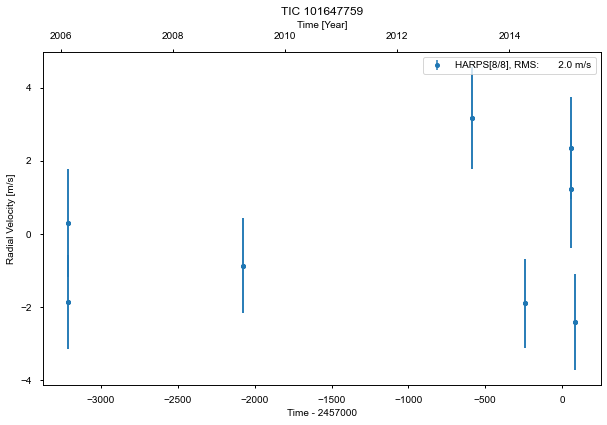 TIC 101647759
Time [Year]
2006 2008 2010 2012 2014
HARPS[8/8], RMS: 2.0 m/s
Radial Velocity [m/s]
4
2
0
−2
−4
−3000 −2500 −2000 −1500 −1000 −500 0
Time - 2457000